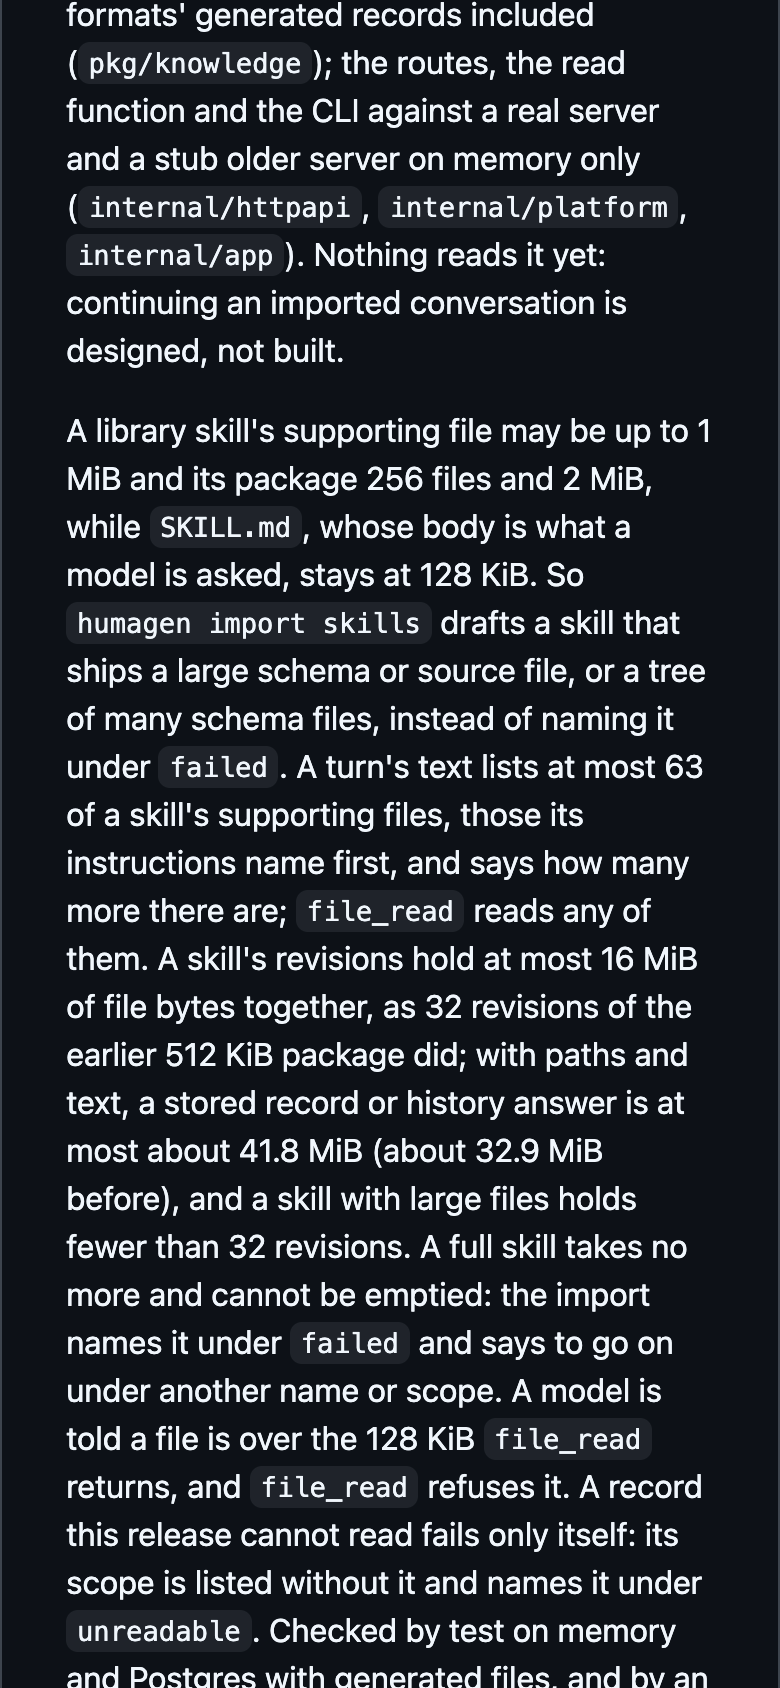 formats' generated records included
(pkg/knowledge); the routes, the read
function and the CLI against a real server
and a stub older server on memory only
(internal/httpapi, internal/platform,
internal/app). Nothing reads it yet:
continuing an imported conversation is
designed, not built.
A library skill's supporting file may be up to 1
MiB and its package 256 files and 2 MiB,
while SKILL.md, whose body is what a
model is asked, stays at 128 KiB. So
humagen import skills drafts a skill that
ships a large schema or source file, or a tree
of many schema files, instead of naming it
under failed. A turn's text lists at most 63
of a skill's supporting files, those its
instructions name first, and says how many
more there are; file_read reads any of
them. A skill's revisions hold at most 16 MiB
of file bytes together, as 32 revisions of the
earlier 512 KiB package did; with paths and
text, a stored record or history answer is at
most about 41.8 MiB (about 32.9 MiB
before), and a skill with large files holds
fewer than 32 revisions. A full skill takes no
more and cannot be emptied: the import
names it under failed and says to go on
under another name or scope. A model is
told a file is over the 128 KiB file_read
returns, and file_read refuses it. A record
this release cannot read fails only itself: its
scope is listed without it and names it under
unreadable. Checked by test on memory
and Postgres with generated files, and by an